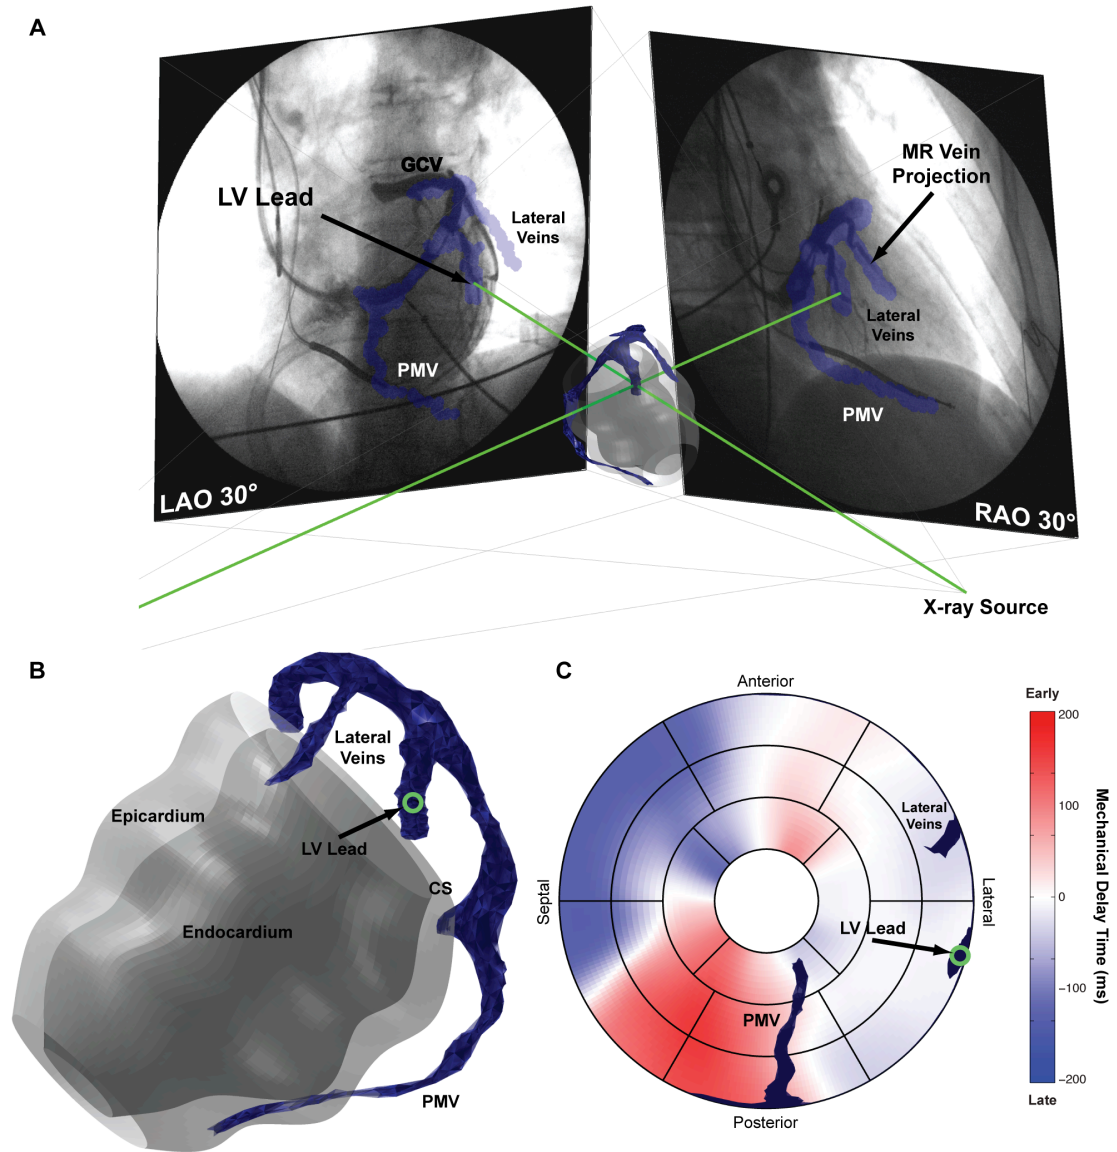 A
GCV
LV Lead
Lateral
Veins
PMV
LAO 30°
MR Vein
Projection
Lateral
Veins
PMV
RAO 30°
X-ray Source
B
Lateral
Veins
Epicardium
LV Lead
CS
Endocardium
PMV
C
Anterior
Septal
Lateral
Posterior
Lateral
Veins
LV Lead
PMV
Early
200
100
0
−100
−200
Late
Mechanical Delay Time (ms)